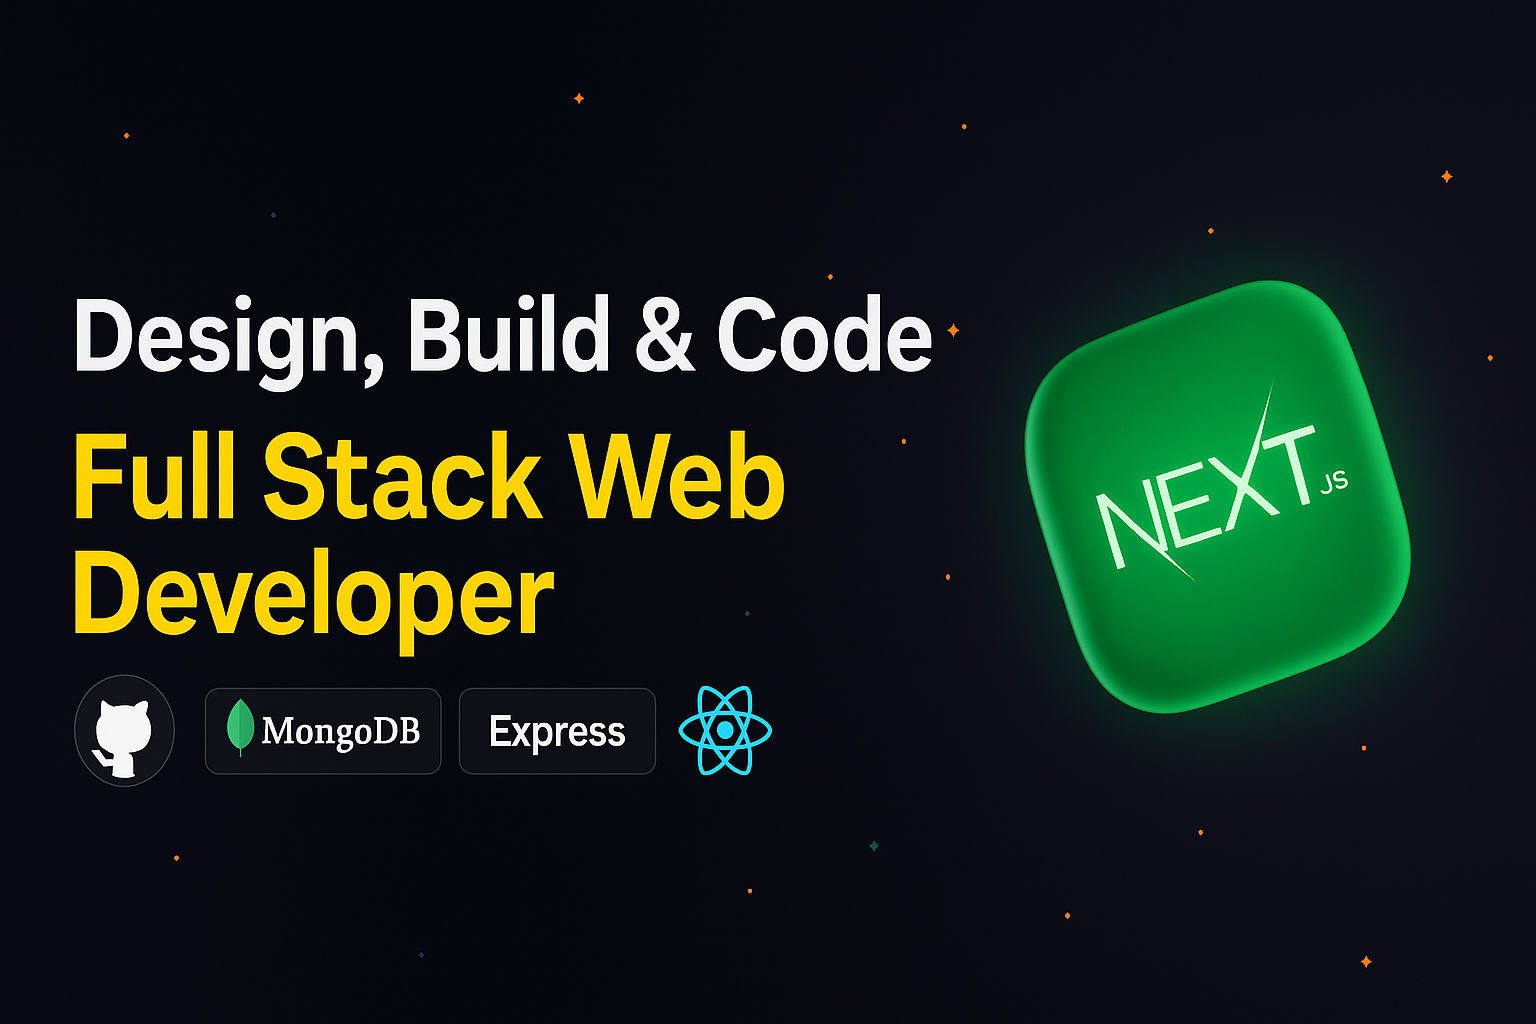 Design, Build & Code
Full Stack Web
Developer
MongoDB
Express
NEXT
JS